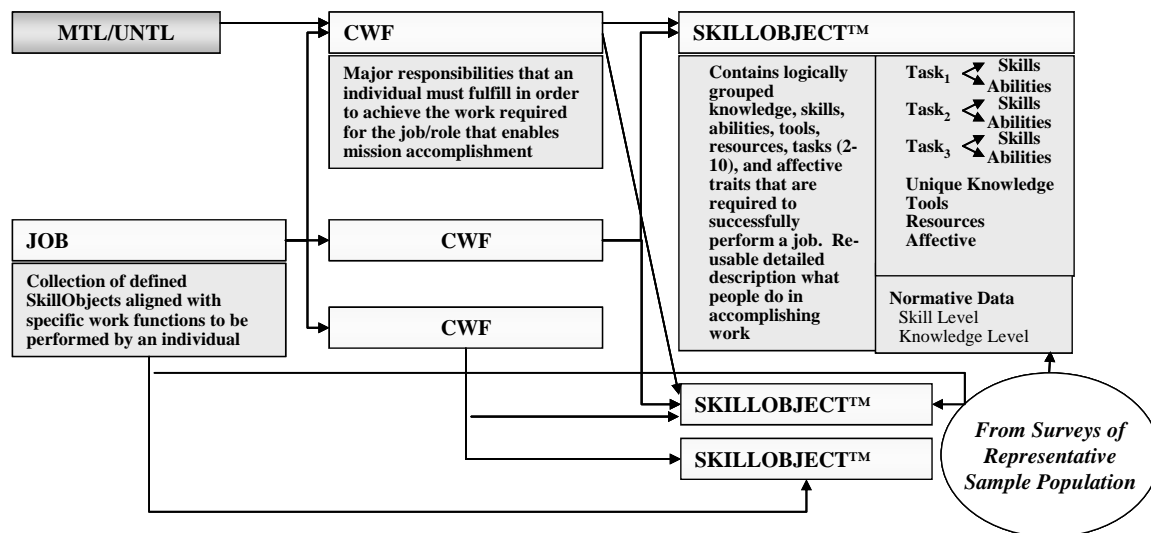 MTL/UNTL
CWF
Major responsibilities that an
individual must fulfill in order
to achieve the work required
for the job/role that enables
mission accomplishment
SKILLOBJECT™
Contains logically
grouped
knowledge, skills,
abilities, tools,
resources, tasks (2-
10), and affective
traits that are
required to
successfully
perform a job. Re-
usable detailed
description what
people do in
accomplishing
work
Task₁
Skills
Abilities
Task₂
Skills
Abilities
Task₃
Skills
Abilities
Unique Knowledge
Tools
Resources
Affective
Normative Data
Skill Level
Knowledge Level
JOB
Collection of defined
SkillObjects aligned with
specific work functions to be
performed by an individual
CWF
CWF
SKILLOBJECT™
SKILLOBJECT™
From Surveys of
Representative
Sample Population